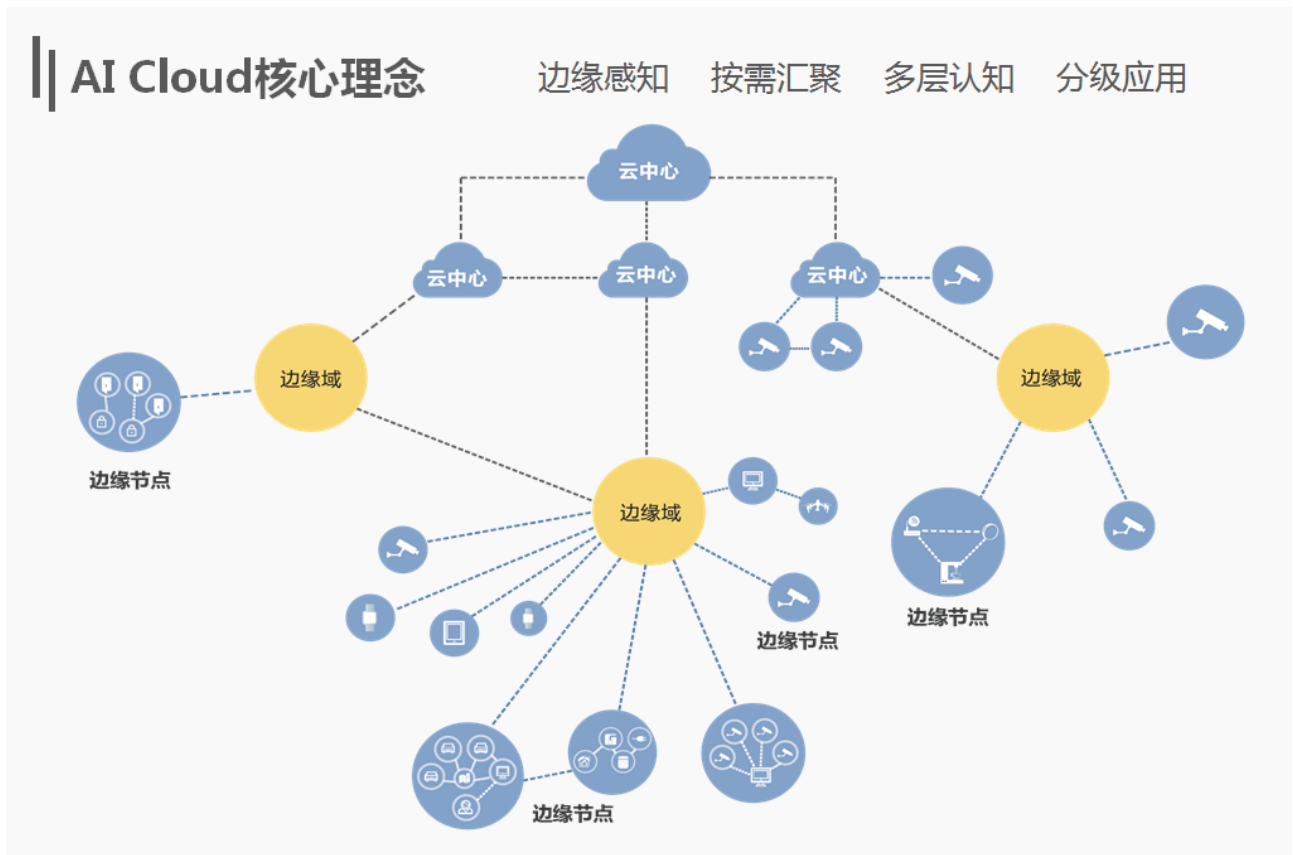 AI Cloud核心理念 边缘感知 按需汇聚 多层认知 分级应用
云中心
云中心 云中心 云中心
边缘域 边缘域
边缘节点
边缘域
边缘节点
边缘节点
边缘节点